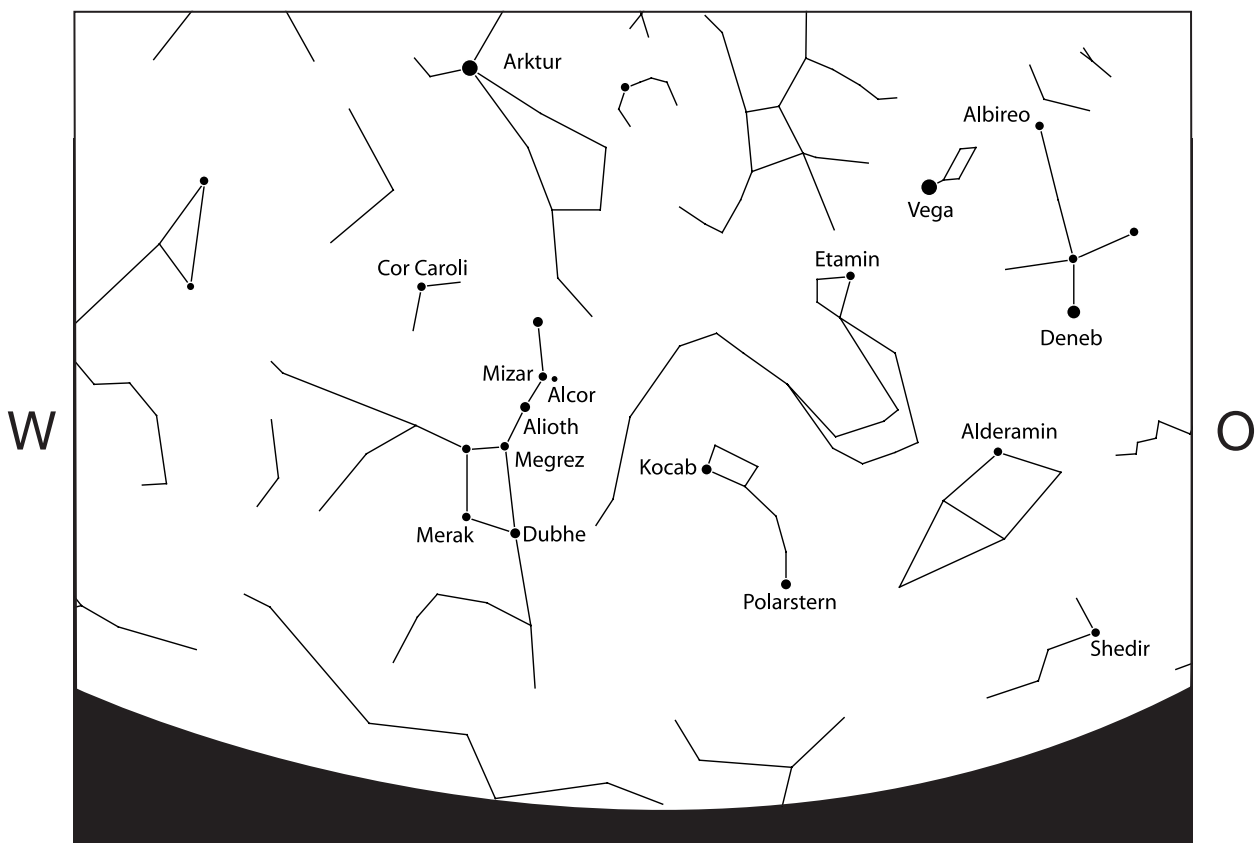 Arktur
Albireo
Vega
Etamin
Cor Caroli
Deneb
Mizar
Alcor
Alioth
Megrez
W
O
Alderamin
Kocab
Merak
Dubhe
Polarstern
Shedir